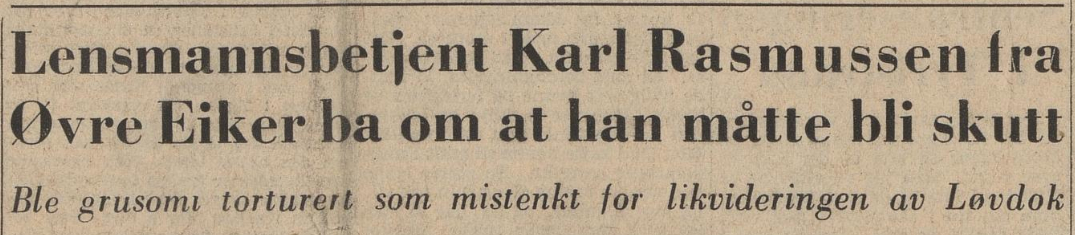 Lensmannsbetjent Karl Rasmussen fra
Øvre Eiker ba om at han måtte bli skutt
Ble grusomt torturert som mistenkt for likvideringen av Løvdok